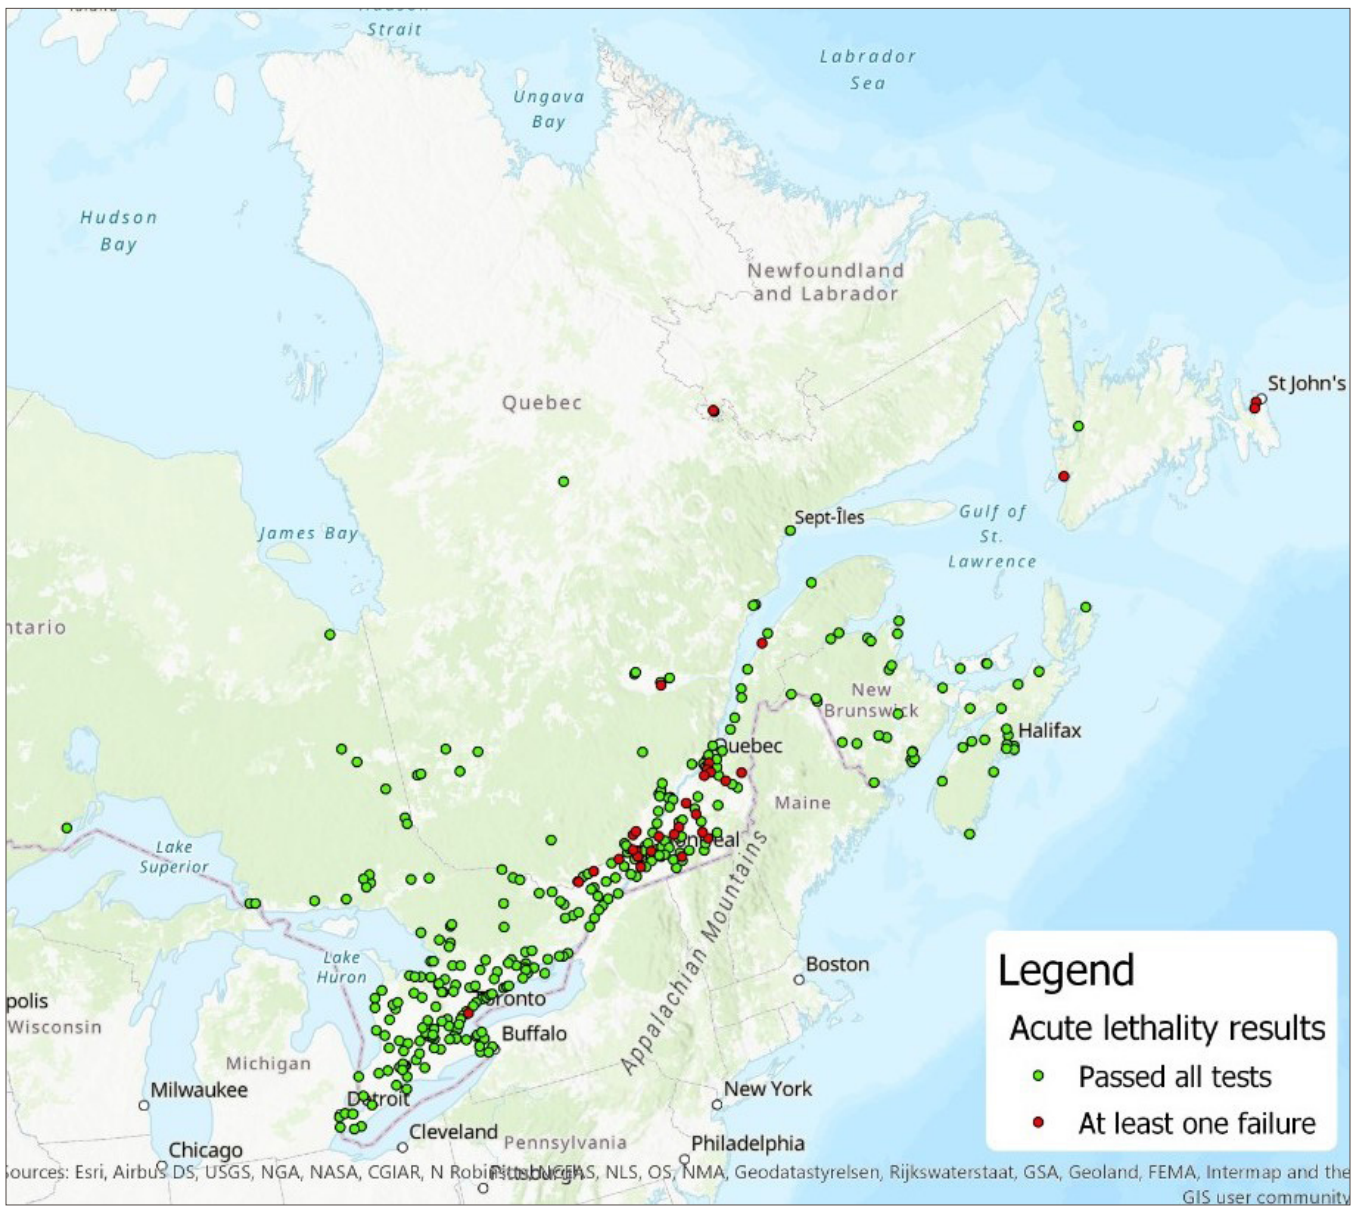 Strait
Labrador
Sea
Ungava
Bay
Hudson
Bay
Newfoundland
and Labrador
St John's
Quebec
Sept-Îles
Gulf of
St.
Lawrence
James Bay
ntario
New
Brunswick
Halifax
Quebec
Maine
Lake
Superior
Appalachian Mountains
Lake
Huron
Boston
polis
Wisconsin
Toronto
Buffalo
Michigan
Milwaukee
Detroit
New York
Cleveland
Pennsylvania
Philadelphia
Chicago
Pittsburgh
Legend
Acute lethality results
Passed all tests
At least one failure
Sources: Esri, Airbus DS, USGS, NGA, NASA, CGIAR, N Robinson, NCEAS, NLS, OS, NMA, Geodatastyrelsen, Rijkswaterstaat, GSA, Geoland, FEMA, Intermap and the
GIS user community